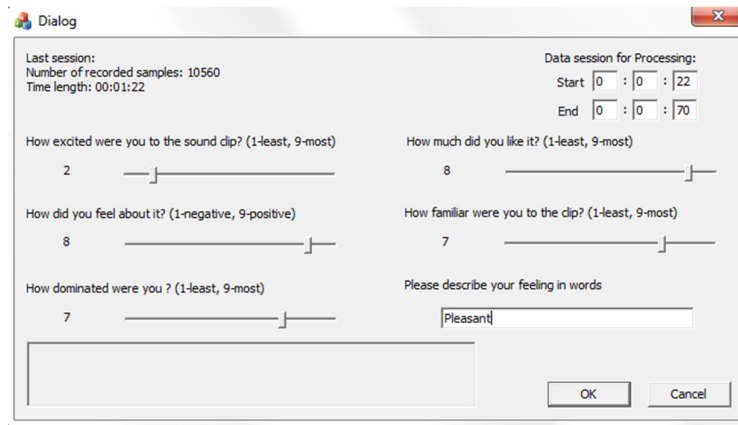 Dialog
Last session:
Number of recorded samples: 10560
Time length: 00:01:22
Data session for Processing:
Start 0 : 0 : 22
End 0 : 0 : 70
How excited were you to the sound clip? (1-least, 9-most)
2
How much did you like it? (1-least, 9-most)
8
How did you feel about it? (1-negative, 9-positive)
8
How familiar were you to the clip? (1-least, 9-most)
7
How dominated were you ? (1-least, 9-most)
7
Please describe your feeling in words
Pleasant
OK Cancel